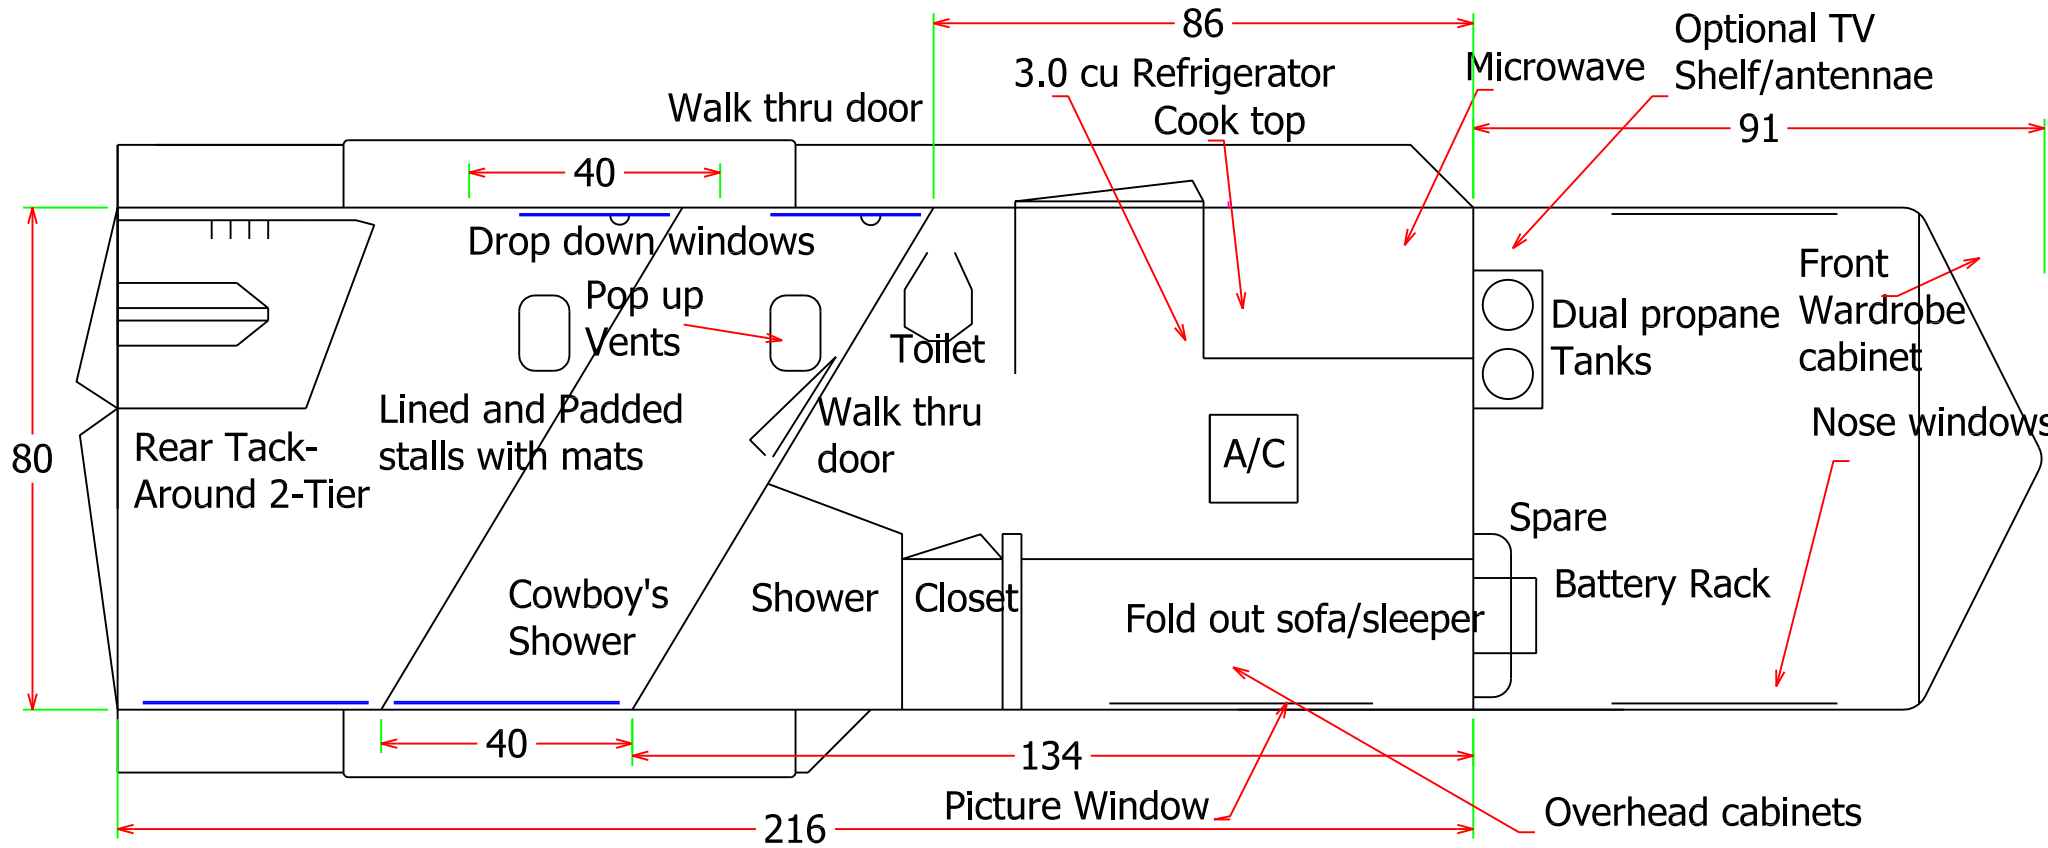 86
Optional TV
Shelf/antennae
3.0 cu Refrigerator
Microwave
Walk thru door
Cook top
91
40
Drop down windows
Pop up
Vents
Toilet
Front
Wardrobe
cabinet
Dual propane
Tanks
Lined and Padded
stalls with mats
Walk thru
door
Nose windows
80
Rear Tack-
Around 2-Tier
A/C
Spare
Cowboy's
Shower
Shower
Closet
Fold out sofa/sleeper
Battery Rack
40
134
Picture Window
Overhead cabinets
216